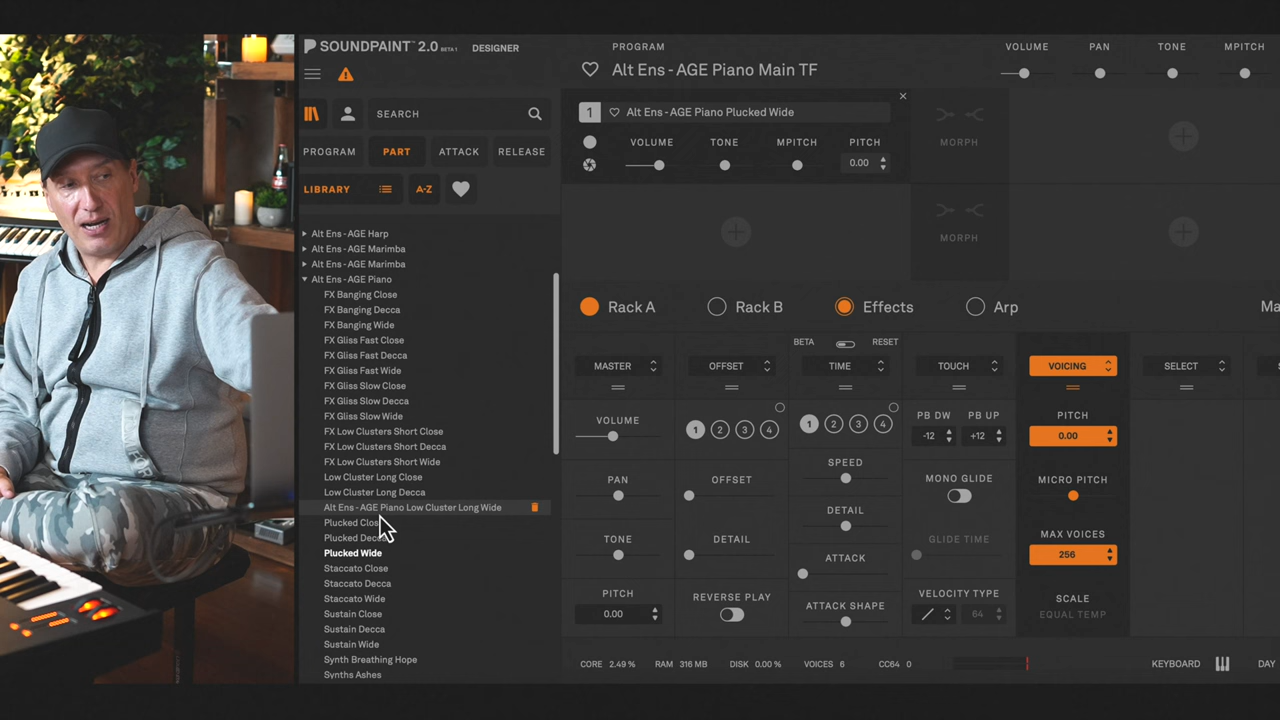 SOUNDPAINT™ 2.0 BETA 1 DESIGNER
SEARCH
PROGRAM PART ATTACK RELEASE
LIBRARY A-Z
Alt Ens - AGE Harp
Alt Ens - AGE Marimba
Alt Ens - AGE Marimba
Alt Ens - AGE Piano
FX Banging Close
FX Banging Decca
FX Banging Wide
FX Gliss Fast Close
FX Gliss Fast Decca
FX Gliss Fast Wide
FX Gliss Slow Close
FX Gliss Slow Decca
FX Gliss Slow Wide
FX Low Clusters Short Close
FX Low Clusters Short Decca
FX Low Clusters Short Wide
Low Cluster Long Close
Low Cluster Long Decca
Alt Ens - AGE Piano Low Cluster Long Wide
Plucked Clos
Plucked Decca
Plucked Wide
Staccato Close
Staccato Decca
Staccato Wide
Sustain Close
Sustain Decca
Sustain Wide
Synth Breathing Hope
Synths Ashes
PROGRAM
Alt Ens - AGE Piano Main TF
VOLUME PAN TONE MPITCH
1 Alt Ens - AGE Piano Plucked Wide
VOLUME TONE MPITCH PITCH
0.00
MORPH
MORPH
Rack A Rack B Effects Arp Ma
BETA RESET
MASTER OFFSET TIME TOUCH VOICING SELECT S
VOLUME
PAN
TONE
PITCH
0.00
1 2 3 4
OFFSET
DETAIL
REVERSE PLAY
1 2 3 4
SPEED
DETAIL
ATTACK
ATTACK SHAPE
PB DW PB UP
-12 +12
MONO GLIDE
GLIDE TIME
VELOCITY TYPE
64
PITCH
0.00
MICRO PITCH
MAX VOICES
256
SCALE
EQUAL TEMP
CORE 2.49 % RAM 316 MB DISK 0.00 % VOICES 6 CC64 0 KEYBOARD DAY